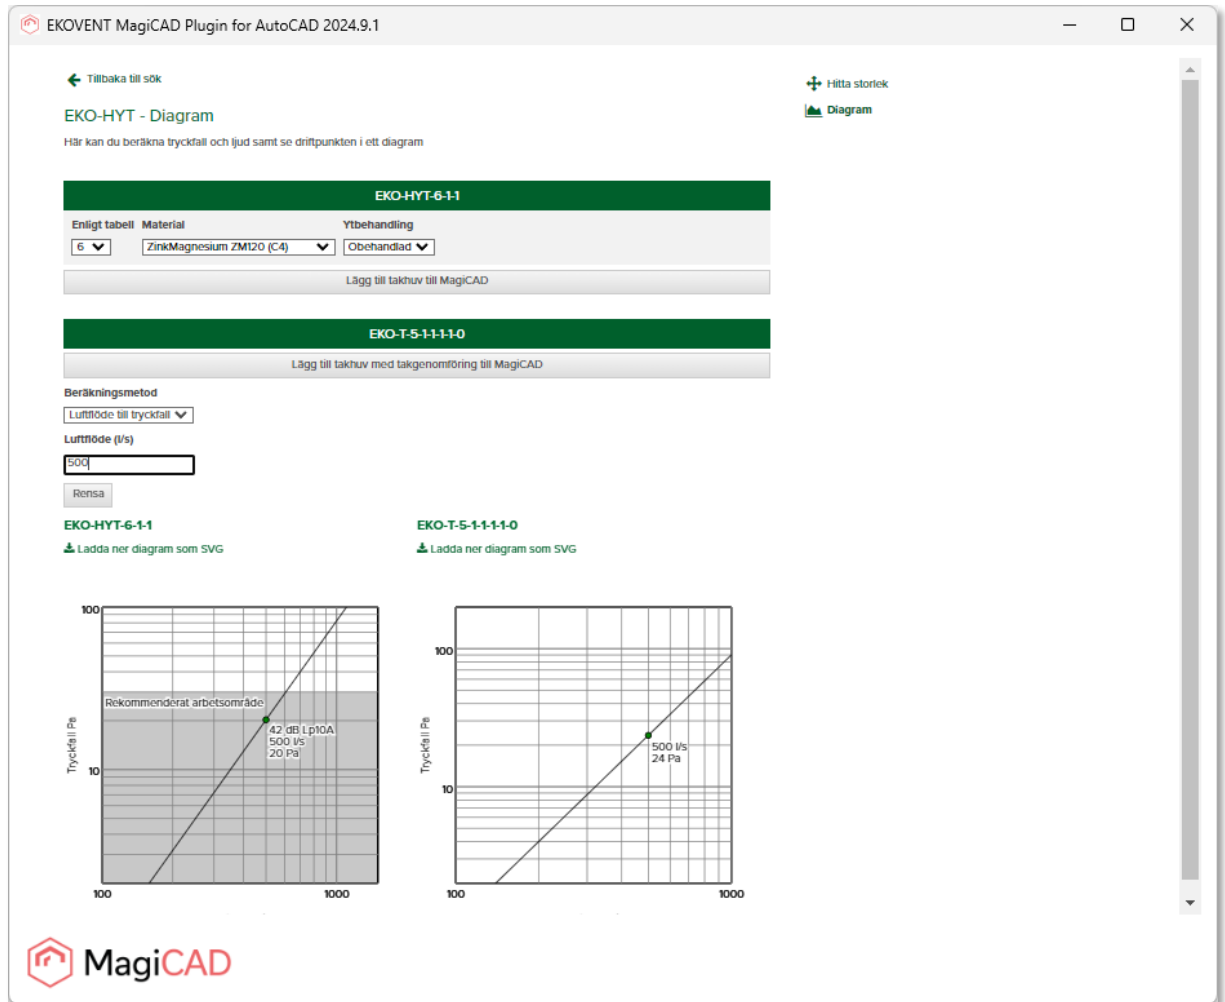 EKOVENT MagiCAD Plugin for AutoCAD 2024.9.1
Tillbaka till sök
Hitta storlek
Diagram
EKO-HYT - Diagram
Här kan du beräkna tryckfall och ljud samt se driftpunkten i ett diagram
EKO-HYT-6-1-1
Enligt tabell Material Ytbehandling
6 ZinkMagnesium ZM120 (C4) Obehandlad
Lägg till takhuv till MagiCAD
EKO-T-5-1-1-1-1-0
Lägg till takhuv med takgenomföring till MagiCAD
Beräkningsmetod
Luftflöde till tryckfall
Luftflöde (l/s)
500
Rensa
EKO-HYT-6-1-1
Ladda ner diagram som SVG
100
Rekommenderat arbetsområde
42 dB Lp10A
500 l/s
20 Pa
Tryckfall Pa
10
100 1000
EKO-T-5-1-1-1-1-0
Ladda ner diagram som SVG
100
500 l/s
24 Pa
Tryckfall Pa
10
100 1000
MagiCAD